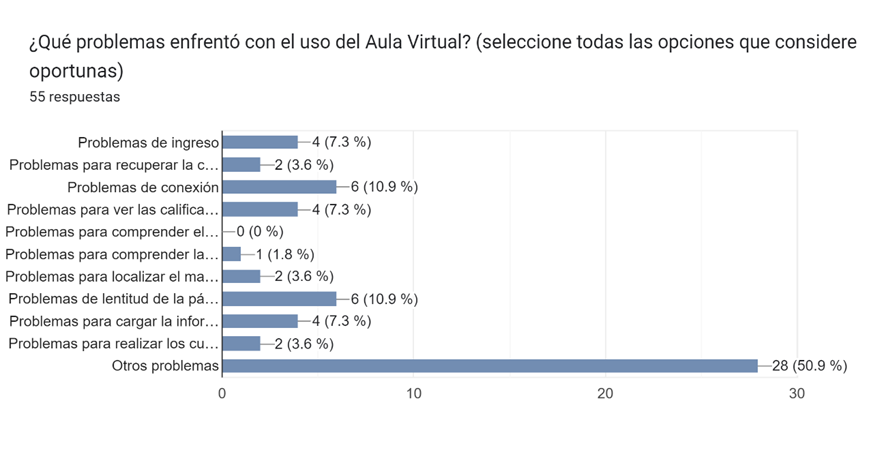 ¿Qué problemas enfrentó con el uso del Aula Virtual? (seleccione todas las opciones que considere
oportunas)
55 respuestas
Problemas de ingreso 4 (7.3 %)
Problemas para recuperar la c... 2 (3.6 %)
Problemas de conexión 6 (10.9 %)
Problemas para ver las califica... 4 (7.3 %)
Problemas para comprender el... 0 (0 %)
Problemas para comprender la... 1 (1.8 %)
Problemas para localizar el ma... 2 (3.6 %)
Problemas de lentitud de la pá... 6 (10.9 %)
Problemas para cargar la infor... 4 (7.3 %)
Problemas para realizar los cu... 2 (3.6 %)
Otros problemas 28 (50.9 %)
0 10 20 30